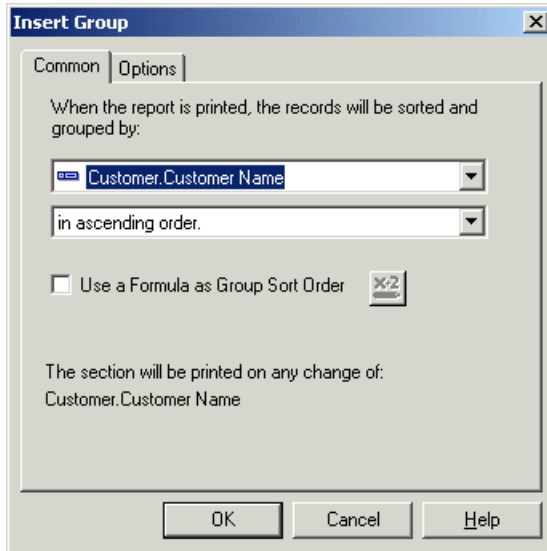 Insert Group
Common Options
When the report is printed, the records will be sorted and
grouped by:
Customer.Customer Name
in ascending order.
Use a Formula as Group Sort Order X-2
The section will be printed on any change of:
Customer.Customer Name
OK Cancel Help